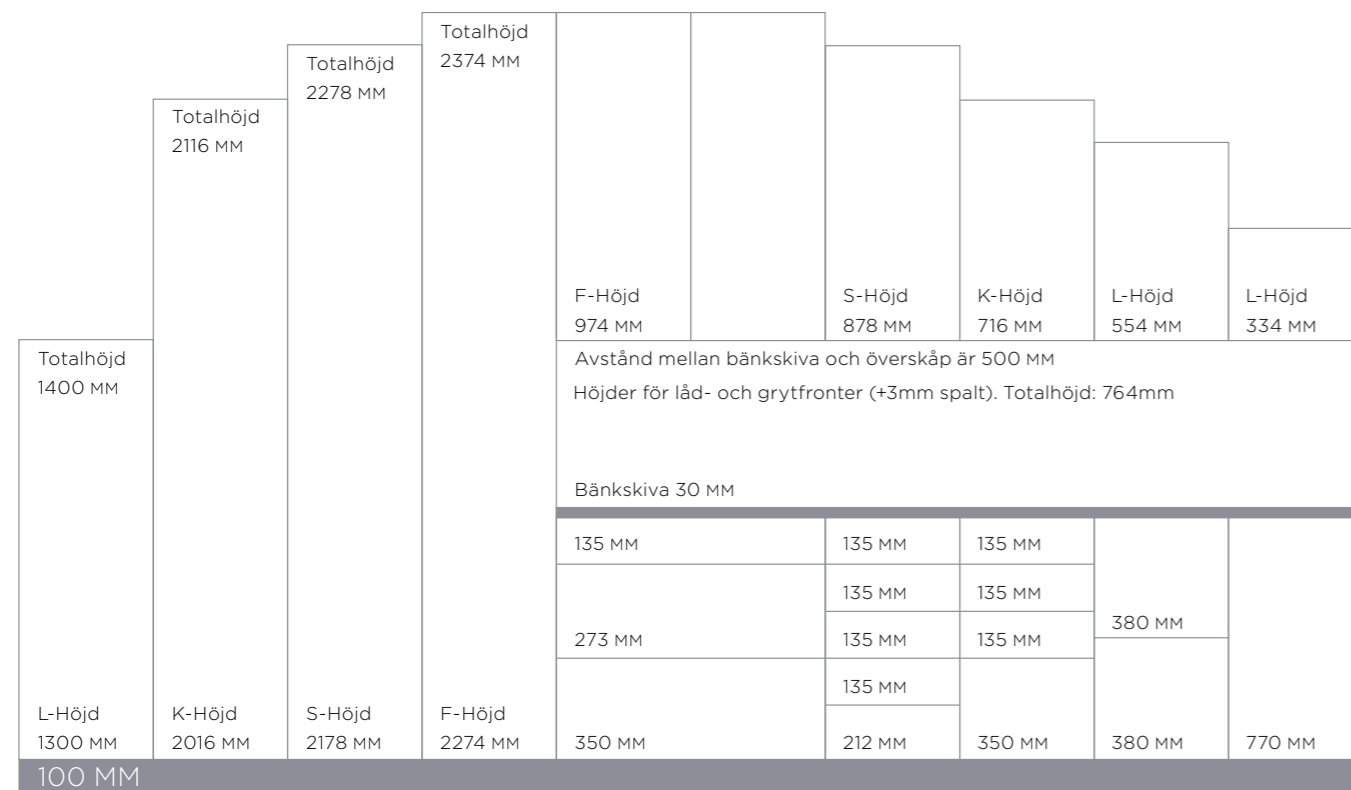 Totalhöjd
2374 MM
Totalhöjd
2278 MM
Totalhöjd
2116 MM
Totalhöjd
1400 MM
F-Höjd
974 MM
S-Höjd
878 MM
K-Höjd
716 MM
L-Höjd
554 MM
L-Höjd
334 MM
Avstånd mellan bänkskiva och överskåp är 500 MM
Höjder för låd- och grytfronter (+3mm spalt). Totalhöjd: 764mm
Bänkskiva 30 MM
135 MM
273 MM
350 MM
135 MM
135 MM
135 MM
135 MM
212 MM
135 MM
135 MM
135 MM
350 MM
380 MM
380 MM
770 MM
L-Höjd
1300 MM
K-Höjd
2016 MM
S-Höjd
2178 MM
F-Höjd
2274 MM
100 MM